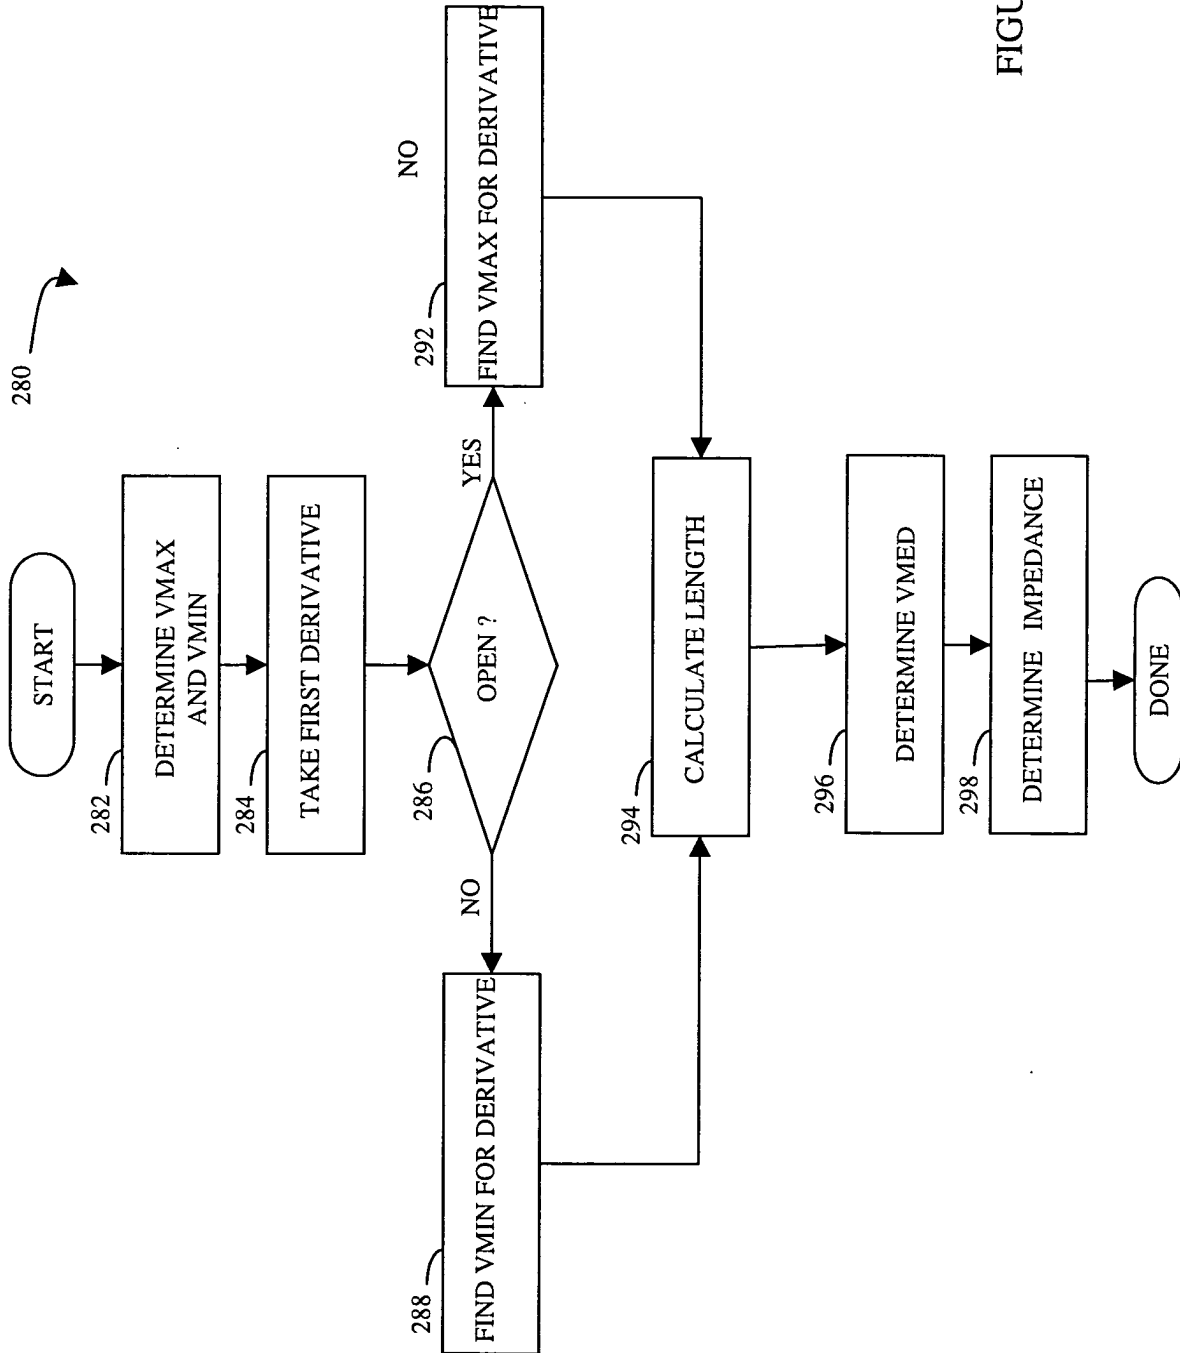 280
START
282
DETERMINE VMAX
AND VMIN
284
TAKE FIRST DERIVATIVE
286
OPEN ?
NO
YES
NO
288
FIND VMIN FOR DERIVATIVE
292
FIND VMAX FOR DERIVATIVE
294
CALCULATE LENGTH
296
DETERMINE VMED
298
DETERMINE IMPEDANCE
DONE
FIGU